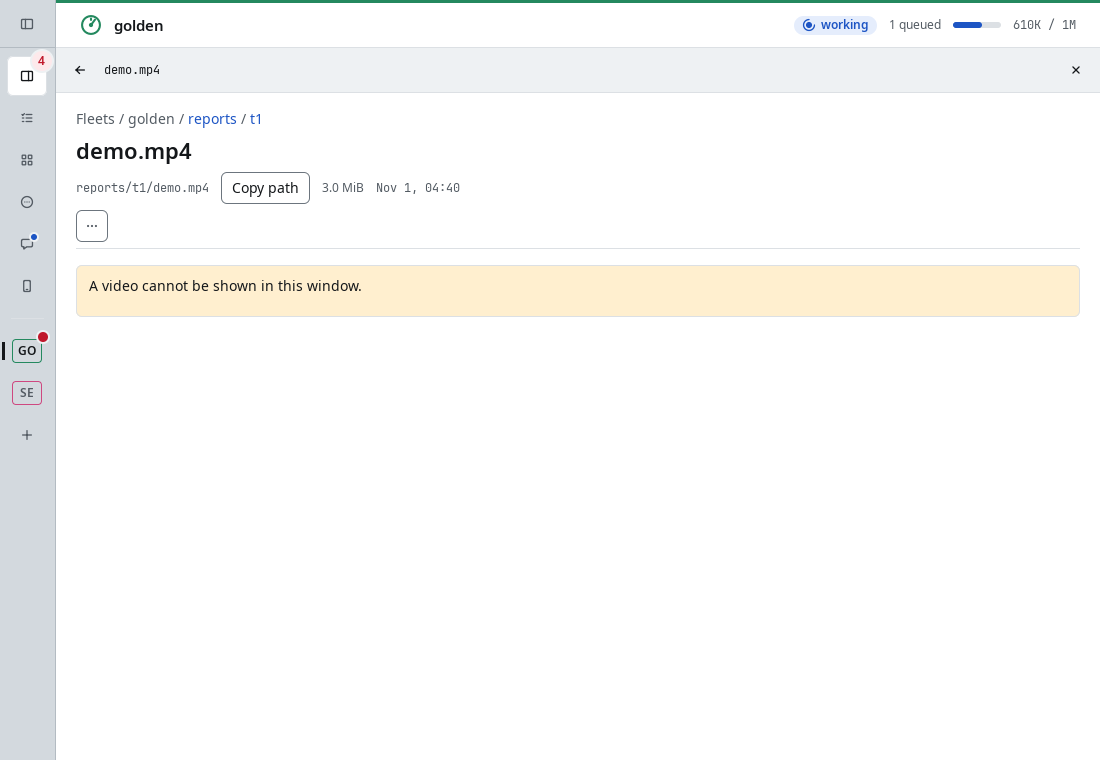 golden
working
1 queued
610K / 1M
4
demo.mp4
Fleets / golden / reports / t1
demo.mp4
reports/t1/demo.mp4
Copy path
3.0 MiB
Nov 1, 04:40
...
A video cannot be shown in this window.
GO
SE